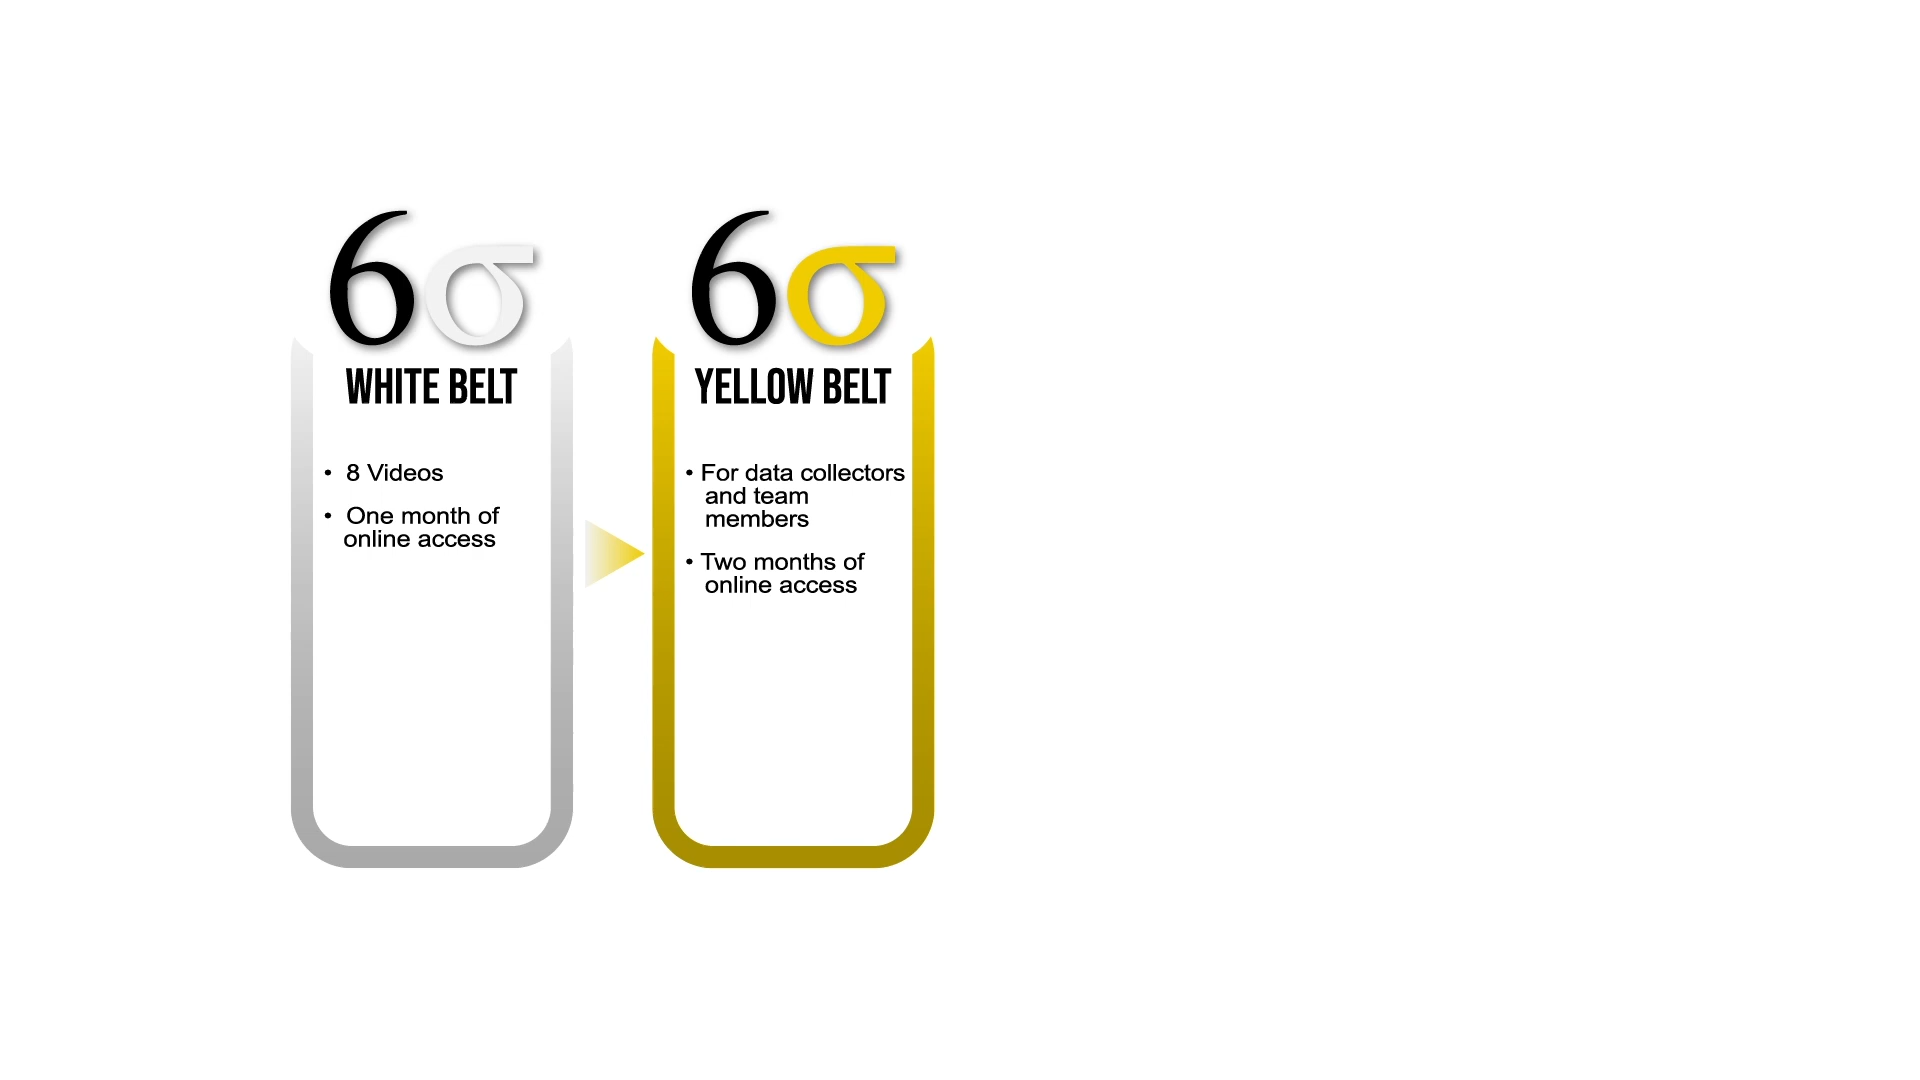 6σ
WHITE BELT
• 8 Videos
• One month of
online access
6σ
YELLOW BELT
• For data collectors
and team
members
• Two months of
online access